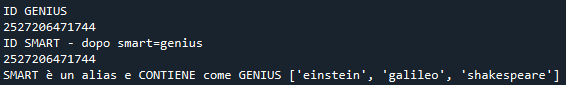 ID GENIUS
2527206471744
ID SMART - dopo smart=genius
2527206471744
SMART è un alias e CONTIENE come GENIUS ['einstein', 'galileo', 'shakespeare']